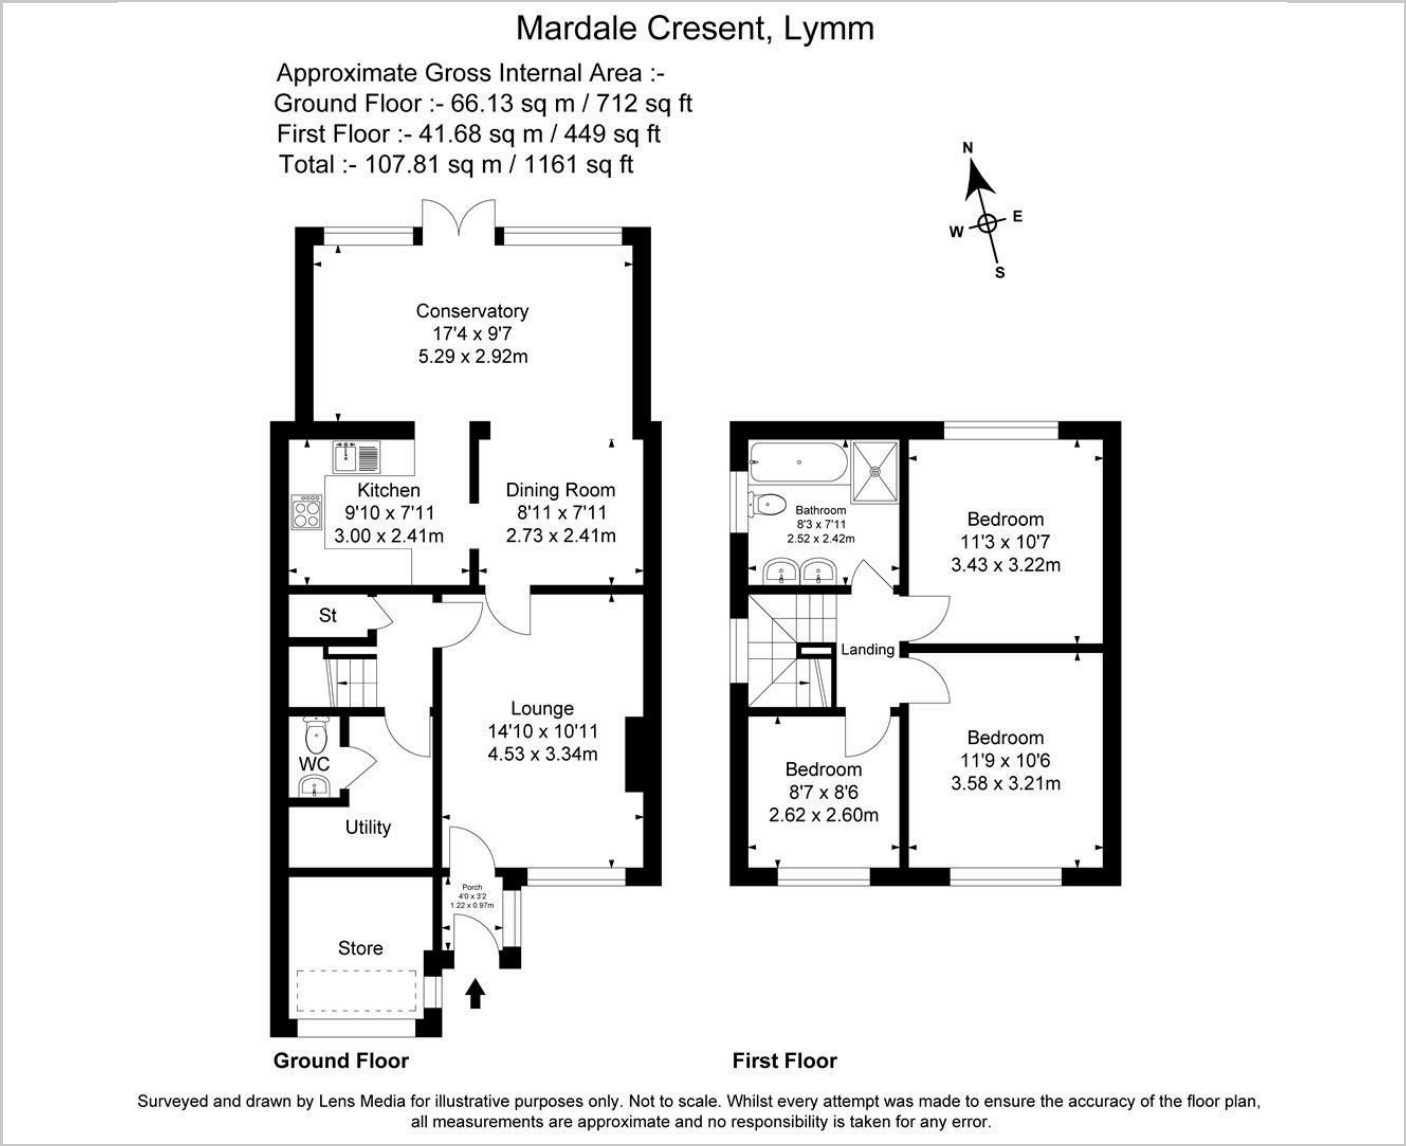 Mardale Cresent, Lymm
Approximate Gross Internal Area :-
Ground Floor :- 66.13 sq m / 712 sq ft
First Floor :- 41.68 sq m / 449 sq ft
Total :- 107.81 sq m / 1161 sq ft
N
E
W
S
Conservatory
17'4 x 9'7
5.29 x 2.92m
Kitchen
9'10 x 7'11
3.00 x 2.41m
Dining Room
8'11 x 7'11
2.73 x 2.41m
St
Lounge
14'10 x 10'11
4.53 x 3.34m
WC
Utility
Porch
4'0 x 3'2
1.22 x 0.97m
Store
Ground Floor
Bathroom
8'3 x 7'11
2.52 x 2.42m
Bedroom
11'3 x 10'7
3.43 x 3.22m
Landing
Bedroom
11'9 x 10'6
3.58 x 3.21m
Bedroom
8'7 x 8'6
2.62 x 2.60m
First Floor
Surveyed and drawn by Lens Media for illustrative purposes only. Not to scale. Whilst every attempt was made to ensure the accuracy of the floor plan,
all measurements are approximate and no responsibility is taken for any error.